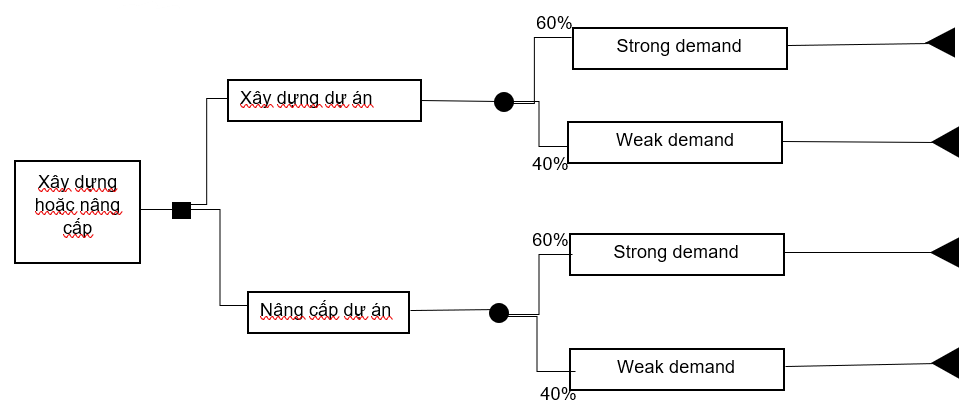 60%
Strong demand
Xây dựng dự án
Weak demand
40%
Xây dựng
hoặc nâng
cấp
60%
Strong demand
Nâng cấp dự án
Weak demand
40%